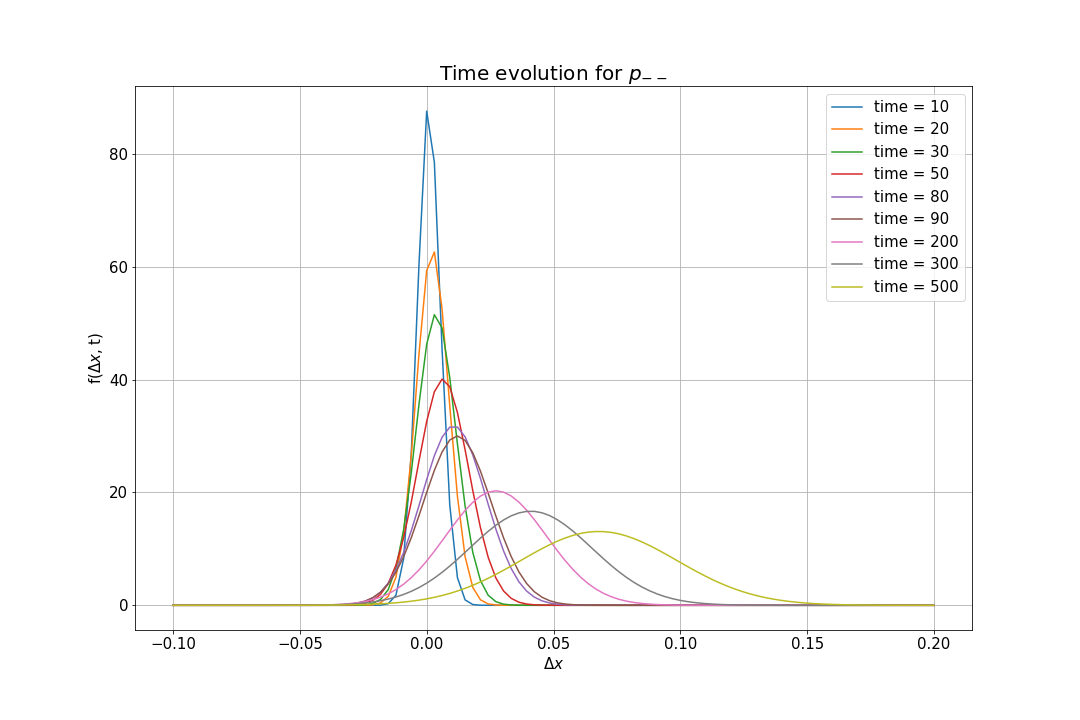 Time evolution for p₋₋
f(Δx, t)
80
60
40
20
0
−0.10
−0.05
0.00
0.05
0.10
0.15
0.20
Δx
time = 10
time = 20
time = 30
time = 50
time = 80
time = 90
time = 200
time = 300
time = 500